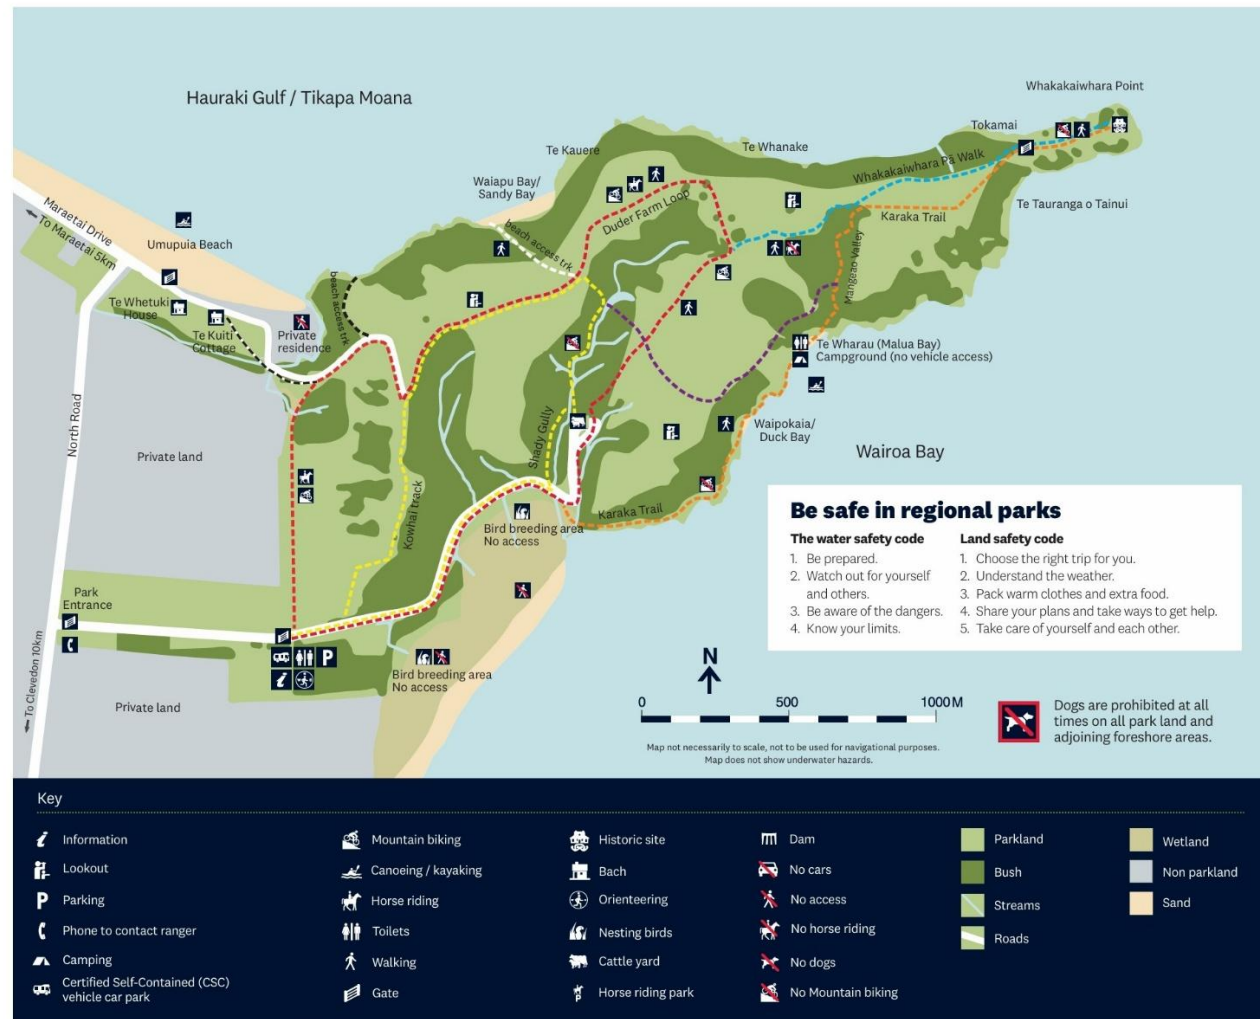 Hauraki Gulf / Tikapa Moana
Whakakaiwhara Point
Tokamai
Te Kauere
Te Whanake
Whakakaiwhara Pā Walk
Waiapu Bay/
Sandy Bay
Te Tauranga o Tainui
Karaka Trail
Duder Farm Loop
beach access trk
Maraetai Drive
To Maraetai 5km
Umupuia Beach
Mangeao Valley
beach access trk
Te Whetuki
House
Te Kuiti
Cottage
Private
residence
Te Wharau (Malua Bay)
Campground (no vehicle access)
North Road
Private land
Shady Gully
Waipokaia/
Duck Bay
Wairoa Bay
Kowhai track
Karaka Trail
Bird breeding area
No access
Park
Entrance
P
To Clevedon 10km
Bird breeding area
No access
Private land
Be safe in regional parks
The water safety code
1. Be prepared.
2. Watch out for yourself
and others.
3. Be aware of the dangers.
4. Know your limits.
Land safety code
1. Choose the right trip for you.
2. Understand the weather.
3. Pack warm clothes and extra food.
4. Share your plans and take ways to get help.
5. Take care of yourself and each other.
N
0 500 1000M
Map not necessarily to scale, not to be used for navigational purposes.
Map does not show underwater hazards.
Dogs are prohibited at all
times on all park land and
adjoining foreshore areas.
Key
Information
Lookout
P Parking
Phone to contact ranger
Camping
Certified Self-Contained (CSC)
vehicle car park
Mountain biking
Canoeing / kayaking
Horse riding
Toilets
Walking
Gate
Historic site
Bach
Orienteering
Nesting birds
Cattle yard
Horse riding park
Dam
No cars
No access
No horse riding
No dogs
No Mountain biking
Parkland
Bush
Streams
Roads
Wetland
Non parkland
Sand